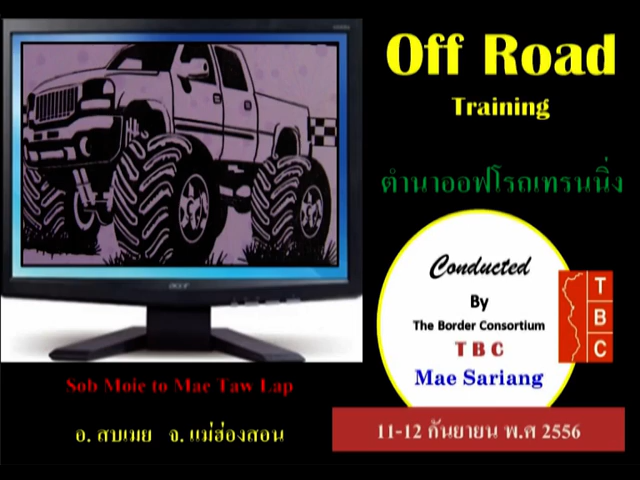 Off Road
Training
ตำนาออฟโรดเทรนนิ่ง
Conducted
By
The Border Consortium
T B C
Mae Sariang
T
B
C
acer
Sob Moie to Mae Taw Lap
อ. สบเมย จ. แม่ฮ่องสอน
11-12 กันยายน พ.ศ 2556